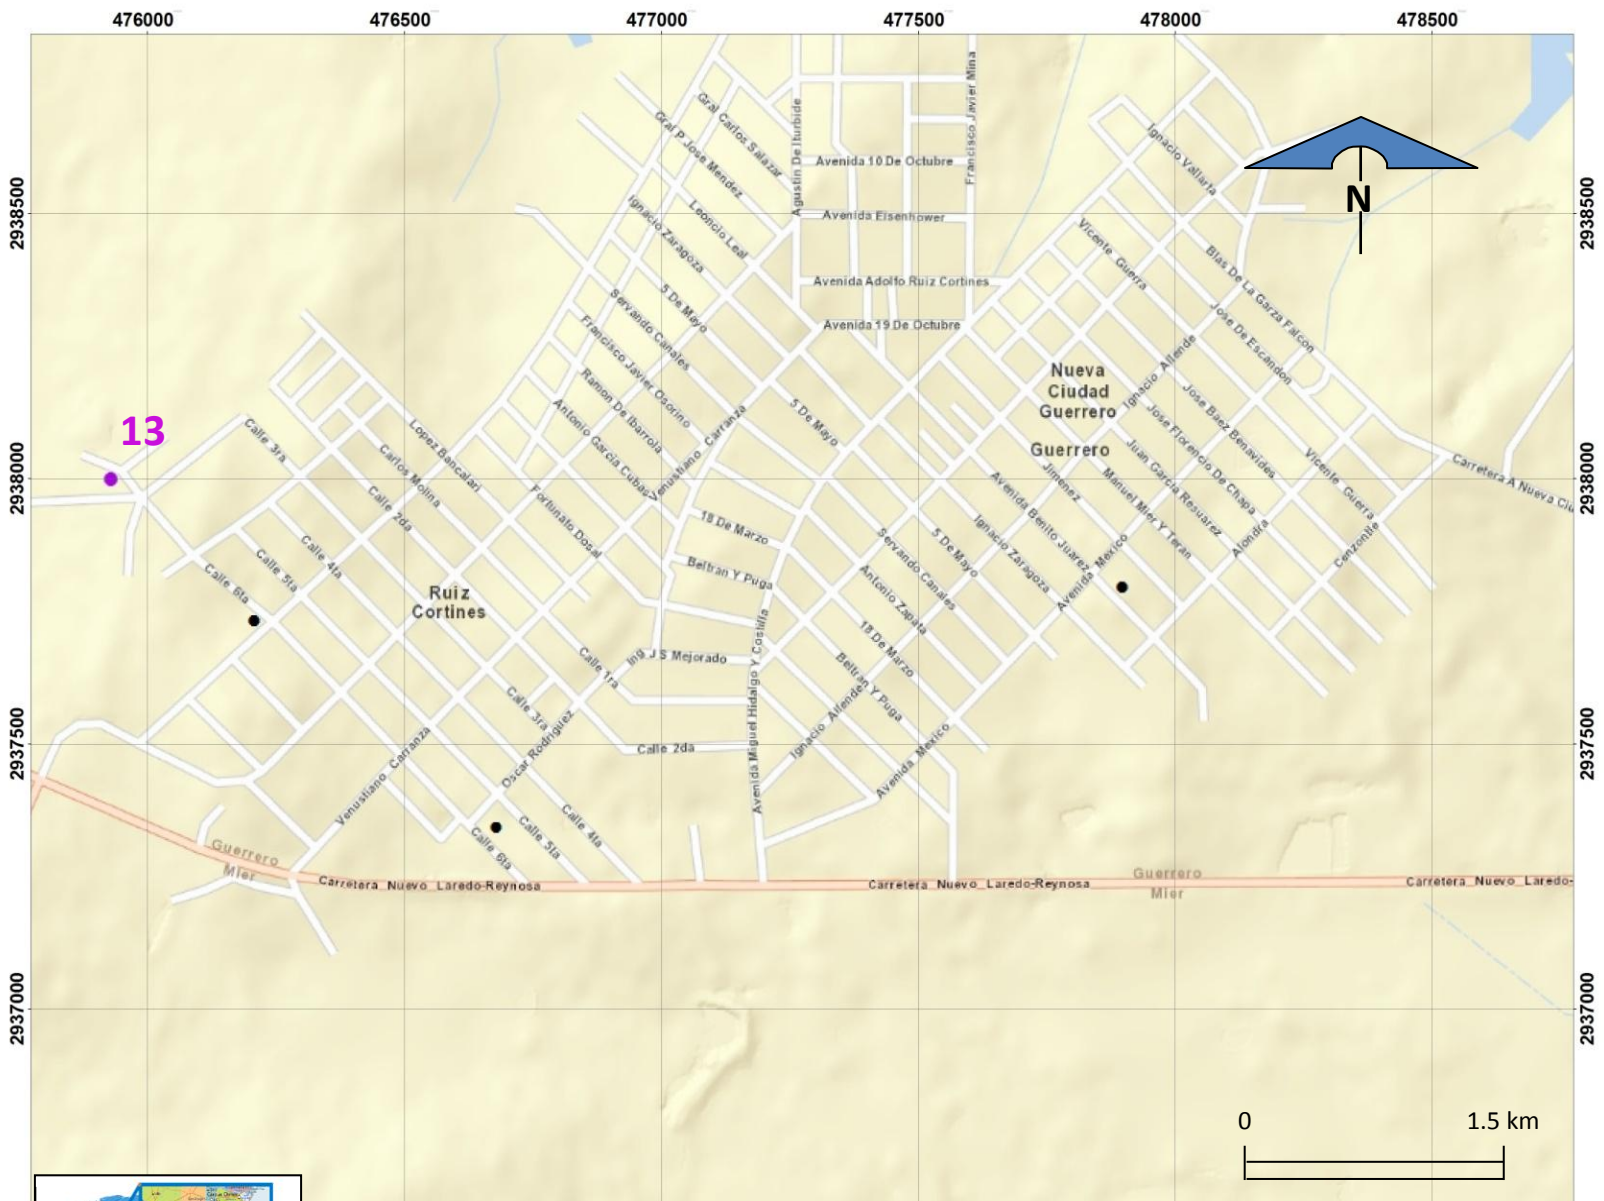 476000
476500
477000
477500
478000
478500
2938500
2938000
2937500
2937000
2938500
2938000
2937500
2937000
N
13
Francisco Javier Mina
Agustin De Iturbide
Gral Carlos Salazar
Gral P Jose Mendez
Avenida 10 De Octubre
Ignacio Vallarta
Avenida Eisenhower
Leoncio Leal
Ignacio Zaragoza
Vicente Guerra
Blas De La Garza Falcon
Avenida Adolfo Ruiz Cortines
5 De Mayo
Servando Canales
Avenida 19 De Octubre
Jose De Escandon
Francisco Javier Osorino
Ignacio Allende
Nueva
Ciudad
Guerrero
Ramon De Ibarrola
Antonio Garcia Cubas
Venustiano Carranza
5 De Mayo
Jose Baez Benavides
Jose Florencio De Chapa
Calle 3ra
Lopez Bancalari
Carlos Molina
Guerrero
Juan Garcia Resuarez
Vicente Guerra
Carretera A Nueva Ciu
Jimenez
Manuel Mier Y Teran
Avenida Benito Juarez
Calle 2da
Fortunato Dosal
18 De Marzo
Ignacio Zaragoza
5 De Mayo
Servando Canales
Avenida Mexico
Alondra
Cenzontle
Calle 4ta
Calle 5ta
Calle 6ta
Beltran Y Puga
Antonio Zapata
Ruiz
Cortines
18 De Marzo
Ing J S Mejorado
Calle 1ra
Beltran Y Puga
Avenida Miguel Hidalgo Y Costilla
Ignacio Allende
Calle 3ra
Oscar Rodriguez
Calle 2da
Avenida Mexico
Venustiano Carranza
Calle 4ta
Calle 5ta
Calle 6ta
Guerrero
Mier
Carretera Nuevo Laredo-Reynosa
Carretera Nuevo Laredo-Reynosa
Guerrero
Mier
Carretera Nuevo Laredo-
0 1.5 km